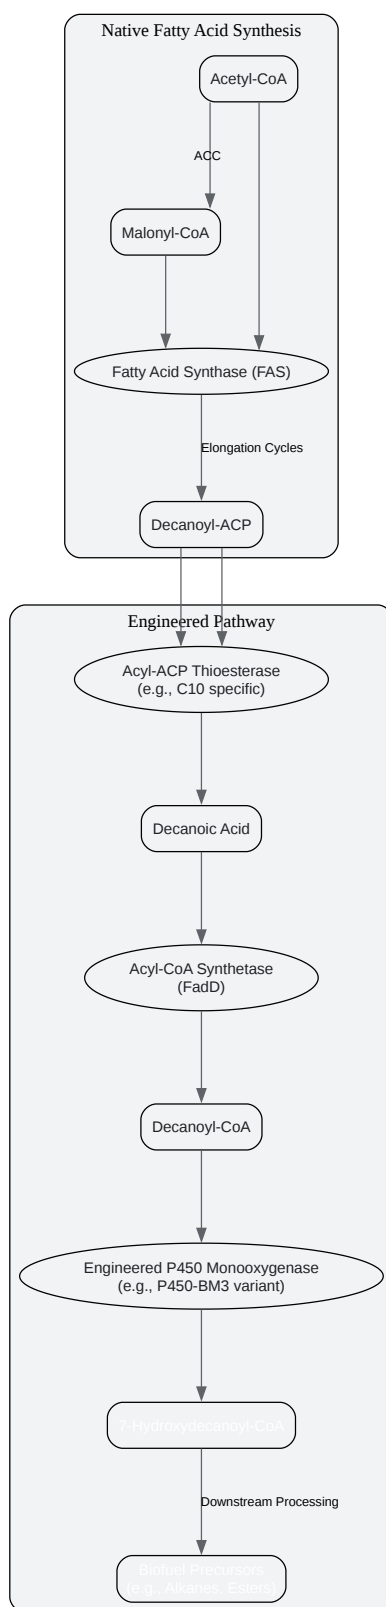 Native Fatty Acid Synthesis
Acetyl-CoA
ACC
Malonyl-CoA
Fatty Acid Synthase (FAS)
Elongation Cycles
Decanoyl-ACP
Engineered Pathway
Acyl-ACP Thioesterase
(e.g., C10 specific)
Decanoic Acid
Acyl-CoA Synthetase
(FadD)
Decanoyl-CoA
Engineered P450 Monooxygenase
(e.g., P450-BM3 variant)
7-Hydroxydecanoyl-CoA
Downstream Processing
Biofuel Precursors
(e.g., Alkanes, Esters)